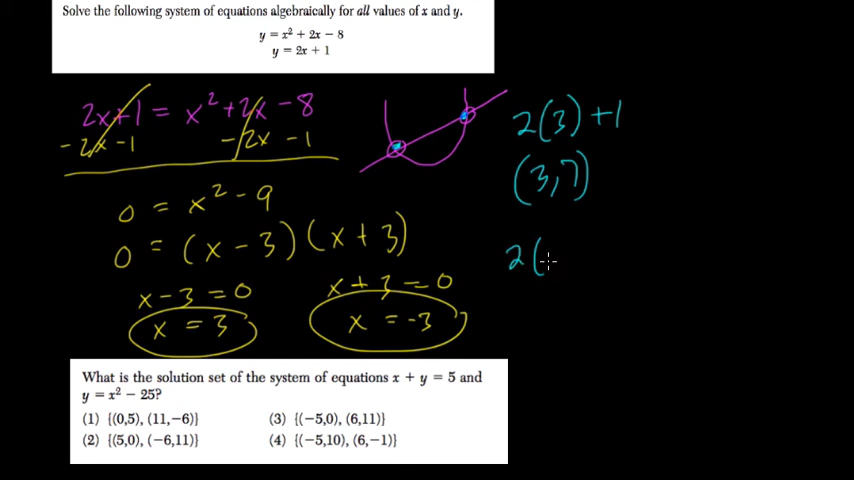 Solve the following system of equations algebraically for all values of x and y.
y = x² + 2x − 8
y = 2x + 1
2x+1 = x² + 2x − 8
−2x −1 −2x −1
0 = x² − 9
0 = (x − 3)(x + 3)
x − 3 = 0 x + 3 = 0
x = 3 x = −3
2(3) + 1
(3,7)
2(
What is the solution set of the system of equations x + y = 5 and
y = x² − 25?
(1) {(0,5), (11,−6)} (3) {(−5,0), (6,11)}
(2) {(5,0), (−6,11)} (4) {(−5,10), (6,−1)}